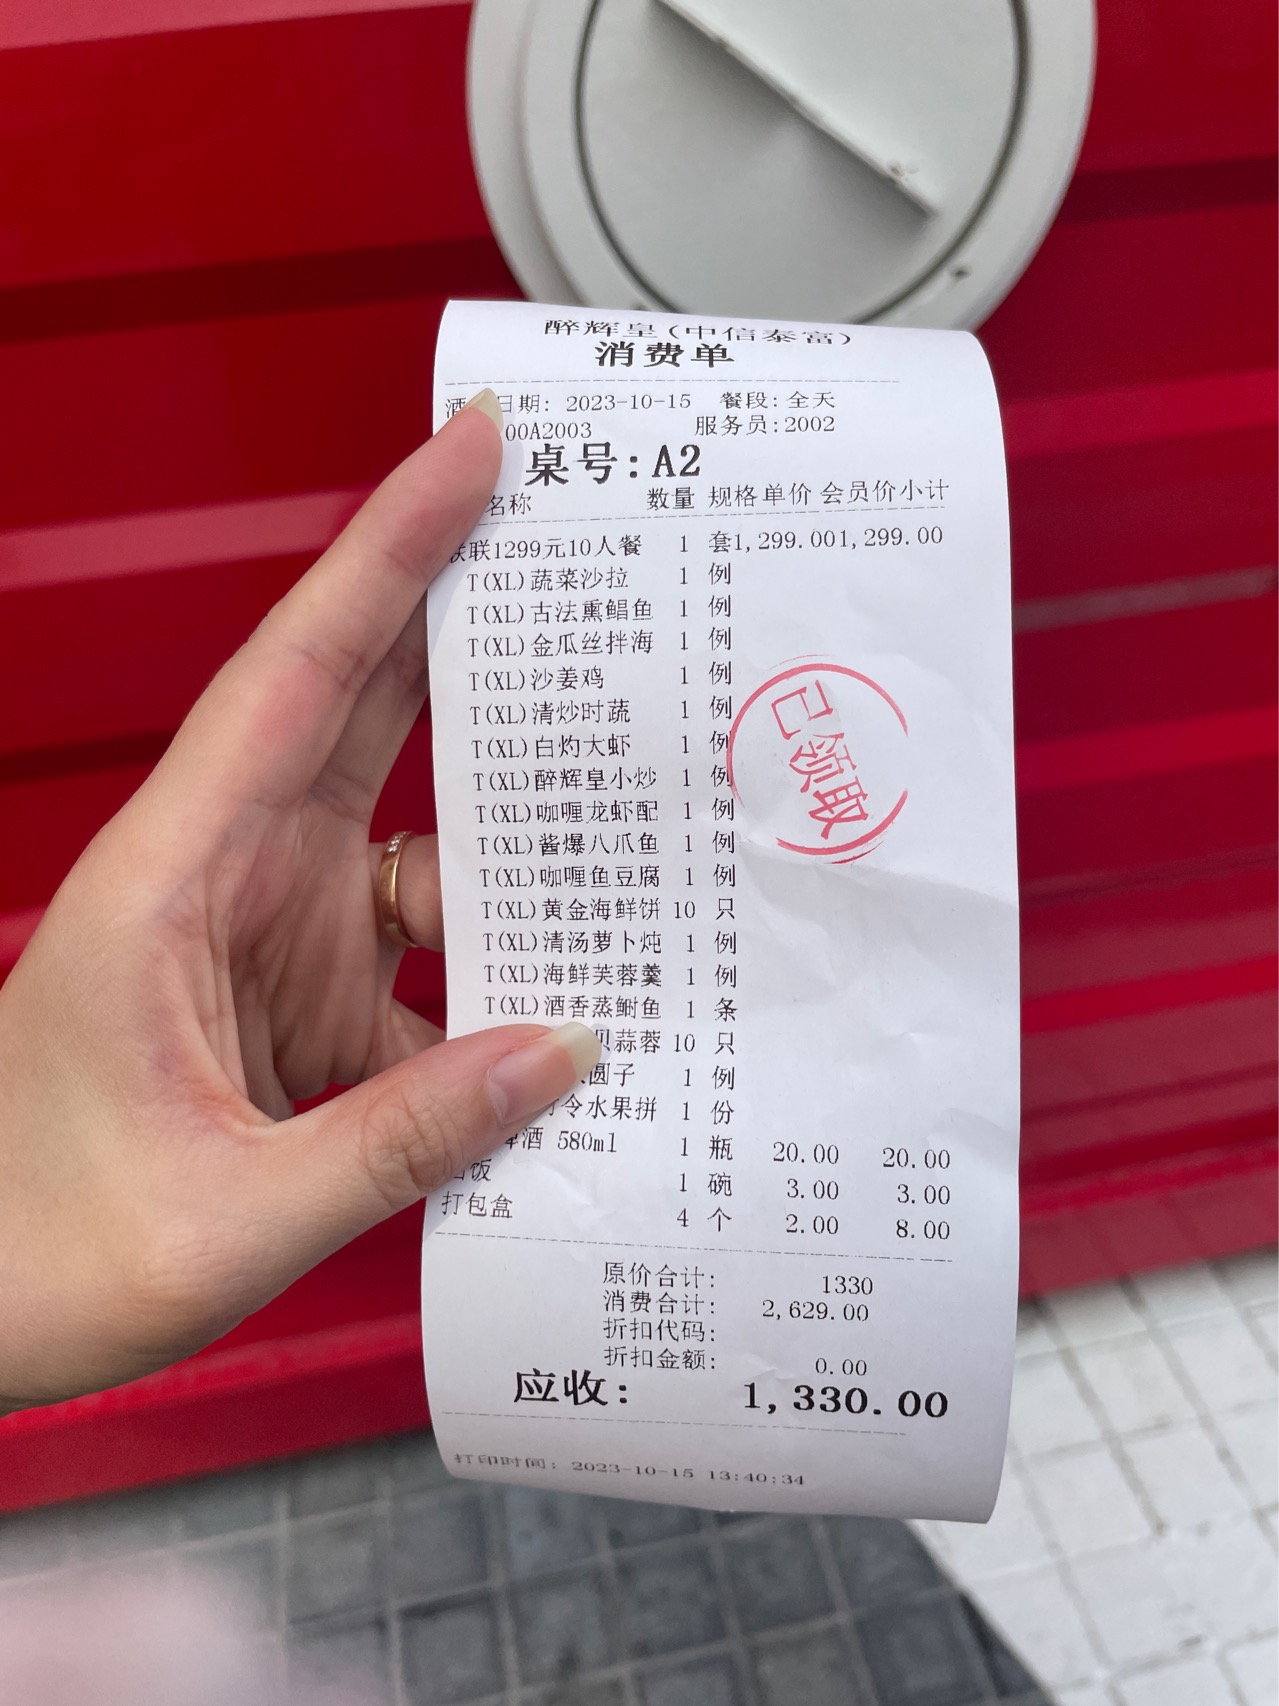 醉辉皇(中信泰富)
消费单
日期: 2023-10-15 餐段:全天
00A2003 服务员:2002
桌号:A2
名称 数量 规格 单价 会员价小计
联1299元10人餐 1 套1,299.001,299.00
T(XL)蔬菜沙拉 1 例
T(XL)古法熏鲳鱼 1 例
T(XL)金瓜丝拌海 1 例
T(XL)沙姜鸡 1 例
T(XL)清炒时蔬 1 例
T(XL)白灼大虾 1 例
T(XL)醉辉皇小炒 1 例
T(XL)咖喱龙虾配 1 例
T(XL)酱爆八爪鱼 1 例
T(XL)咖喱鱼豆腐 1 例
T(XL)黄金海鲜饼 10 只
T(XL)清汤萝卜炖 1 例
T(XL)海鲜芙蓉羹 1 例
T(XL)酒香蒸鲥鱼 1 条
贝蒜蓉 10 只
圆子 1 例
令水果拼 1 份
啤酒 580ml 1 瓶 20.00 20.00
饭 1 碗 3.00 3.00
打包盒 4 个 2.00 8.00
原价合计: 1330
消费合计: 2,629.00
折扣代码:
折扣金额: 0.00
应收: 1,330.00
打印时间: 2023-10-15 13:40:34
已领取